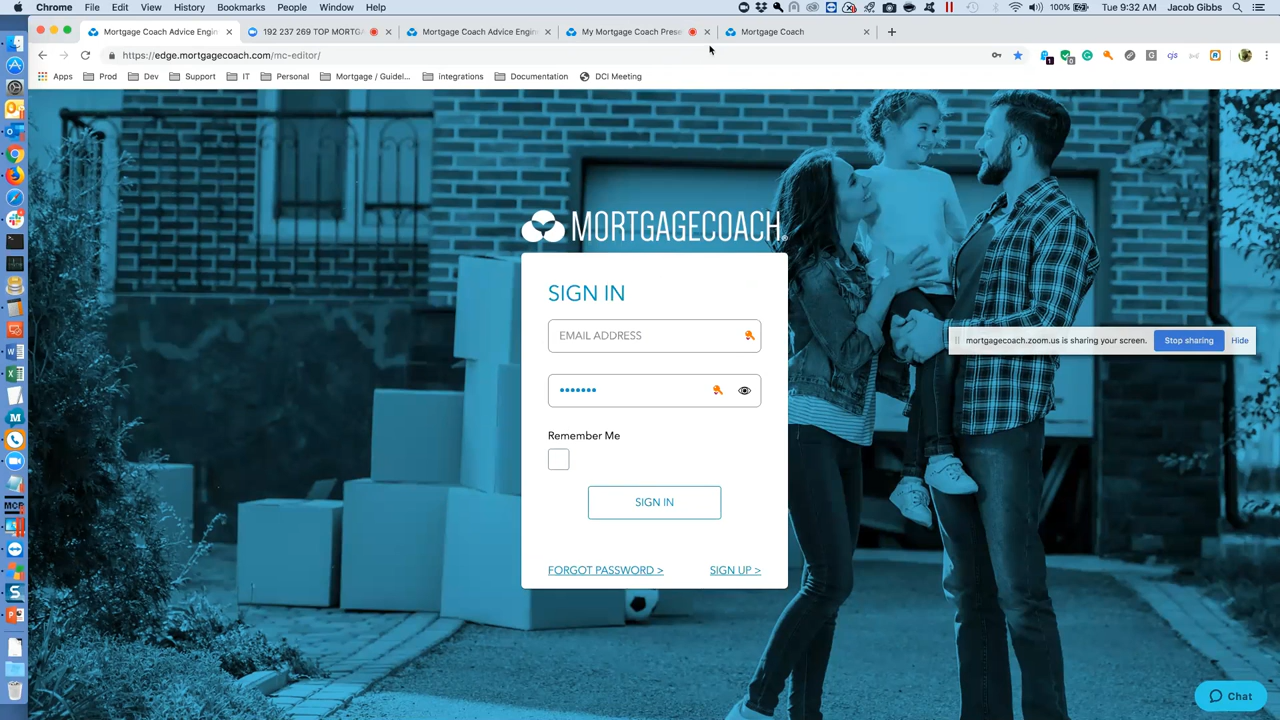 Chrome File Edit View History Bookmarks People Window Help
100% Tue 9:32 AM Jacob Gibbs
Mortgage Coach Advice Engin
192 237 269 TOP MORTGA
Mortgage Coach Advice Engin
My Mortgage Coach Prese
Mortgage Coach
https://edge.mortgagecoach.com/mc-editor/
Apps Prod Dev Support IT Personal Mortgage / Guidel... integrations Documentation DCI Meeting
MORTGAGECOACH
SIGN IN
EMAIL ADDRESS
mortgagecoach.zoom.us is sharing your screen. Stop sharing Hide
•••••••
Remember Me
SIGN IN
FORGOT PASSWORD > SIGN UP >
Chat